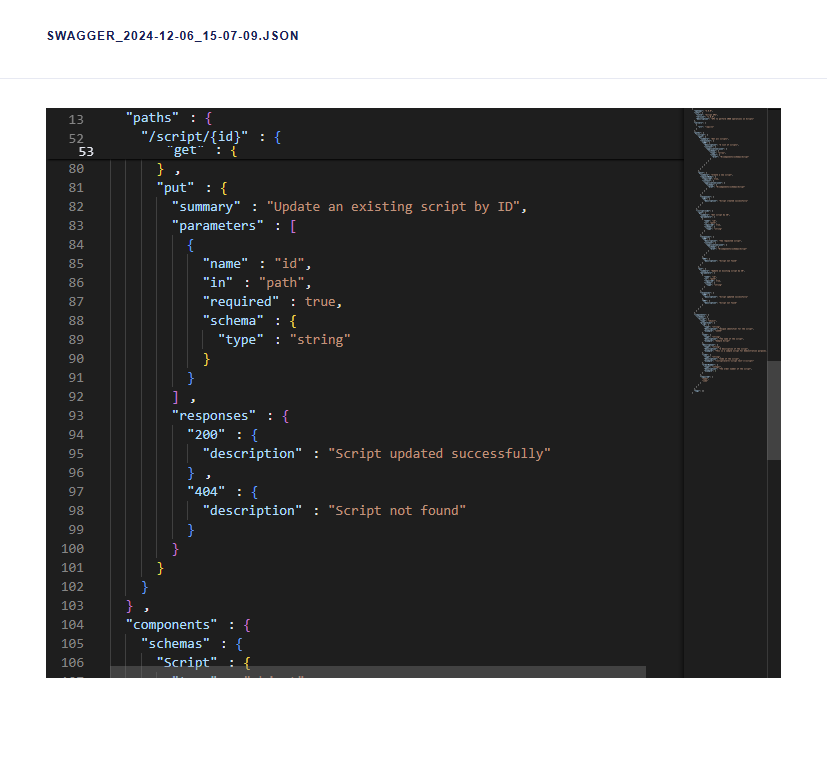 SWAGGER_2024-12-06_15-07-09.JSON
13 "paths" : {
52 "/script/{id}" : {
53 "get" : {
80 } ,
81 "put" : {
82 "summary" : "Update an existing script by ID",
83 "parameters" : [
84 {
85 "name" : "id",
86 "in" : "path",
87 "required" : true,
88 "schema" : {
89 "type" : "string"
90 }
91 }
92 ] ,
93 "responses" : {
94 "200" : {
95 "description" : "Script updated successfully"
96 } ,
97 "404" : {
98 "description" : "Script not found"
99 }
100 }
101 }
102 }
103 } ,
104 "components" : {
105 "schemas" : {
106 "Script" : {